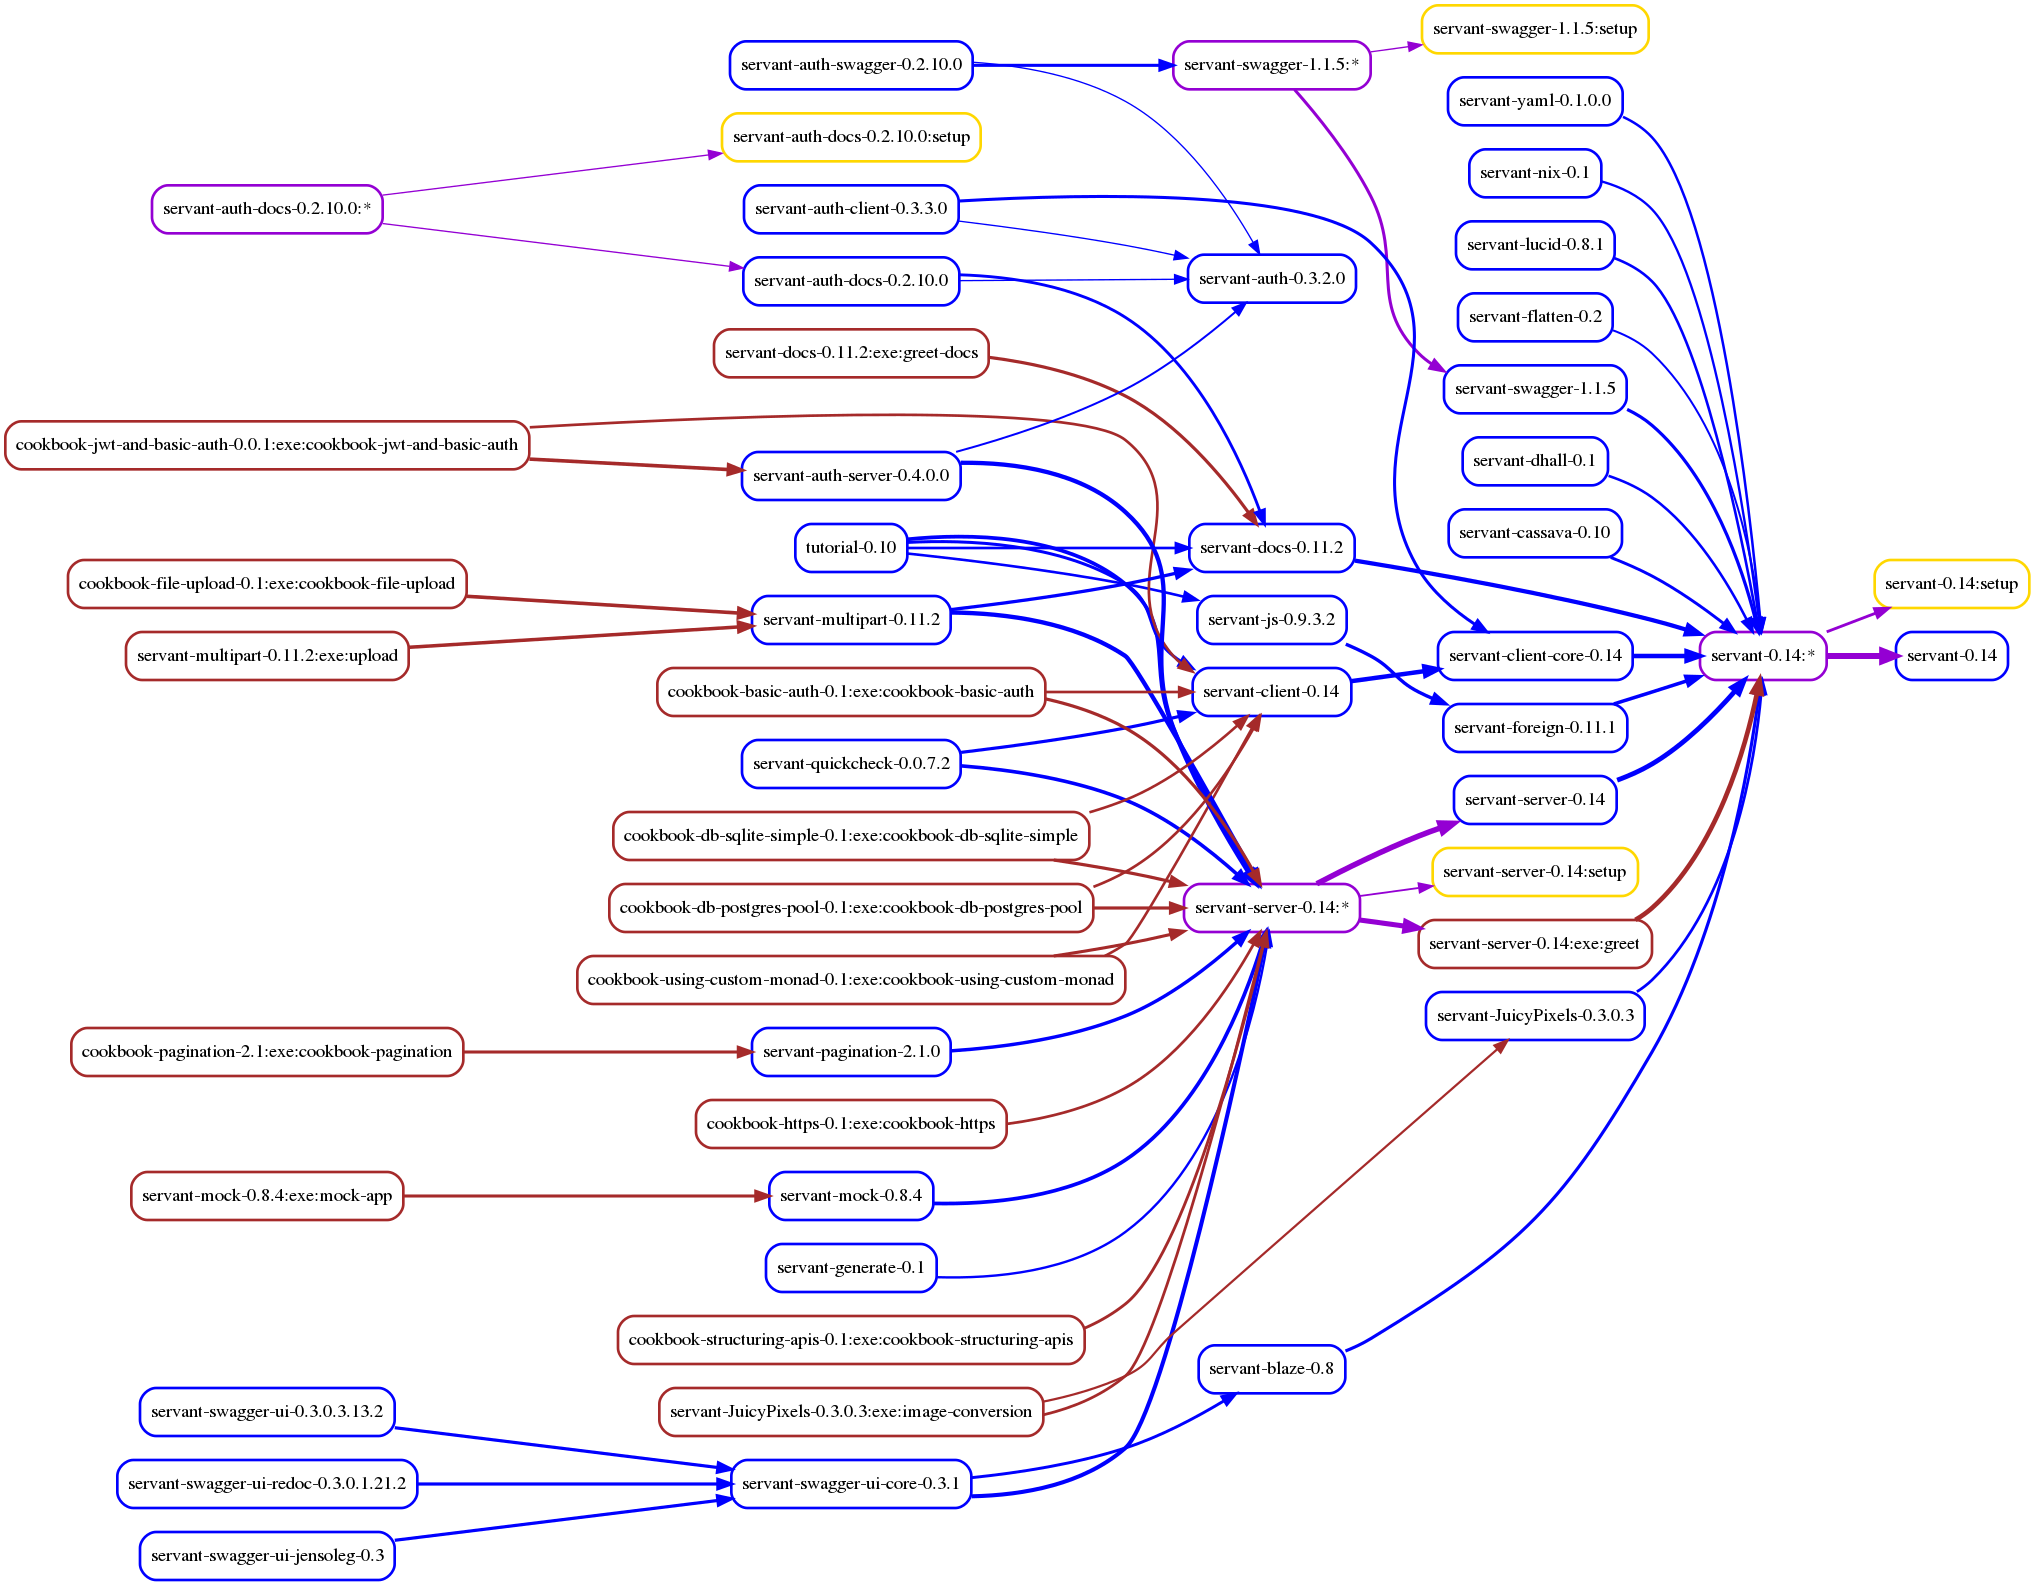 servant-swagger-1.1.5:setup
servant-auth-swagger-0.2.10.0
servant-swagger-1.1.5:*
servant-yaml-0.1.0.0
servant-auth-docs-0.2.10.0:setup
servant-nix-0.1
servant-auth-docs-0.2.10.0:*
servant-auth-client-0.3.3.0
servant-lucid-0.8.1
servant-auth-docs-0.2.10.0
servant-auth-0.3.2.0
servant-flatten-0.2
servant-docs-0.11.2:exe:greet-docs
servant-swagger-1.1.5
cookbook-jwt-and-basic-auth-0.0.1:exe:cookbook-jwt-and-basic-auth
servant-dhall-0.1
servant-auth-server-0.4.0.0
servant-cassava-0.10
tutorial-0.10
servant-docs-0.11.2
cookbook-file-upload-0.1:exe:cookbook-file-upload
servant-0.14:setup
servant-multipart-0.11.2
servant-js-0.9.3.2
servant-multipart-0.11.2:exe:upload
servant-client-core-0.14
servant-0.14:*
servant-0.14
cookbook-basic-auth-0.1:exe:cookbook-basic-auth
servant-client-0.14
servant-foreign-0.11.1
servant-quickcheck-0.0.7.2
servant-server-0.14
cookbook-db-sqlite-simple-0.1:exe:cookbook-db-sqlite-simple
servant-server-0.14:setup
cookbook-db-postgres-pool-0.1:exe:cookbook-db-postgres-pool
servant-server-0.14:*
servant-server-0.14:exe:greet
cookbook-using-custom-monad-0.1:exe:cookbook-using-custom-monad
servant-JuicyPixels-0.3.0.3
cookbook-pagination-2.1:exe:cookbook-pagination
servant-pagination-2.1.0
cookbook-https-0.1:exe:cookbook-https
servant-mock-0.8.4:exe:mock-app
servant-mock-0.8.4
servant-generate-0.1
cookbook-structuring-apis-0.1:exe:cookbook-structuring-apis
servant-blaze-0.8
servant-swagger-ui-0.3.0.3.13.2
servant-JuicyPixels-0.3.0.3:exe:image-conversion
servant-swagger-ui-redoc-0.3.0.1.21.2
servant-swagger-ui-core-0.3.1
servant-swagger-ui-jensoleg-0.3